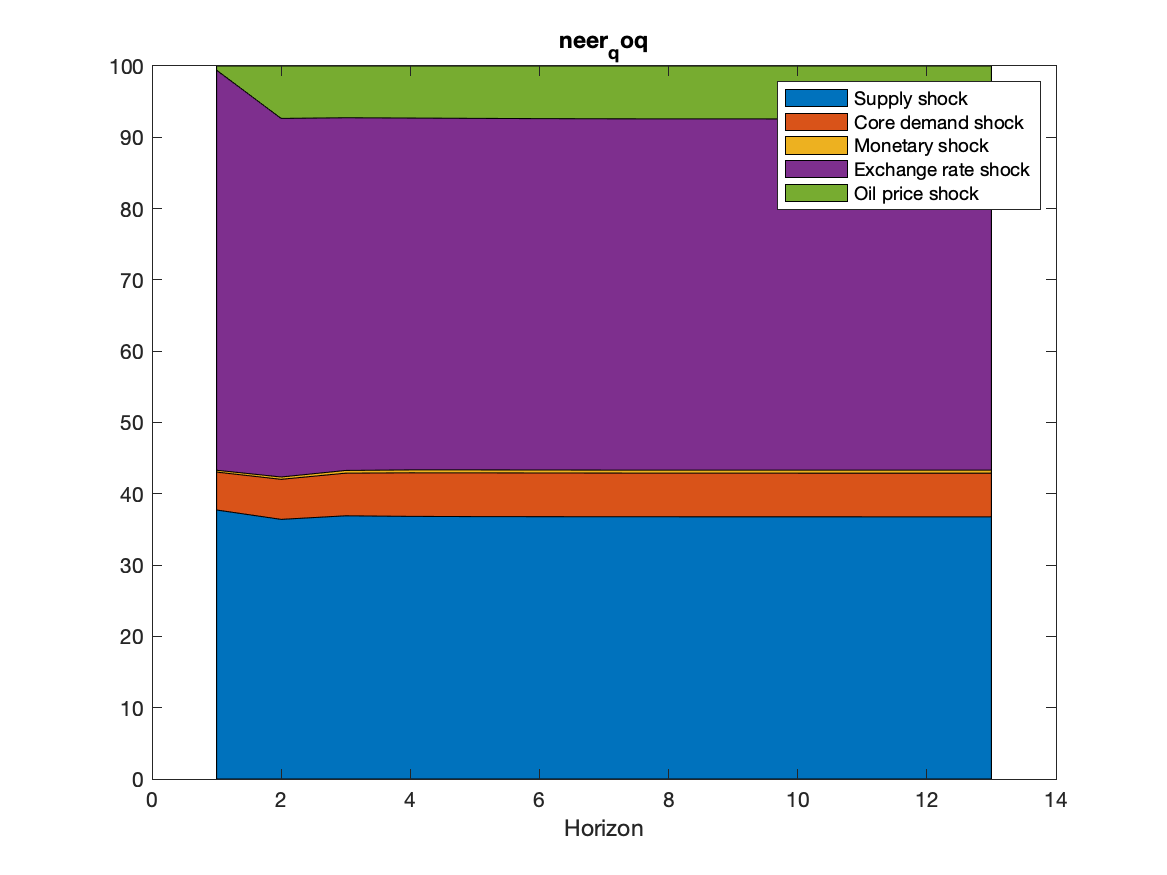 neer_qoq
100
90
80
70
60
50
40
30
20
10
0
Supply shock
Core demand shock
Monetary shock
Exchange rate shock
Oil price shock
0 2 4 6 8 10 12 14
Horizon